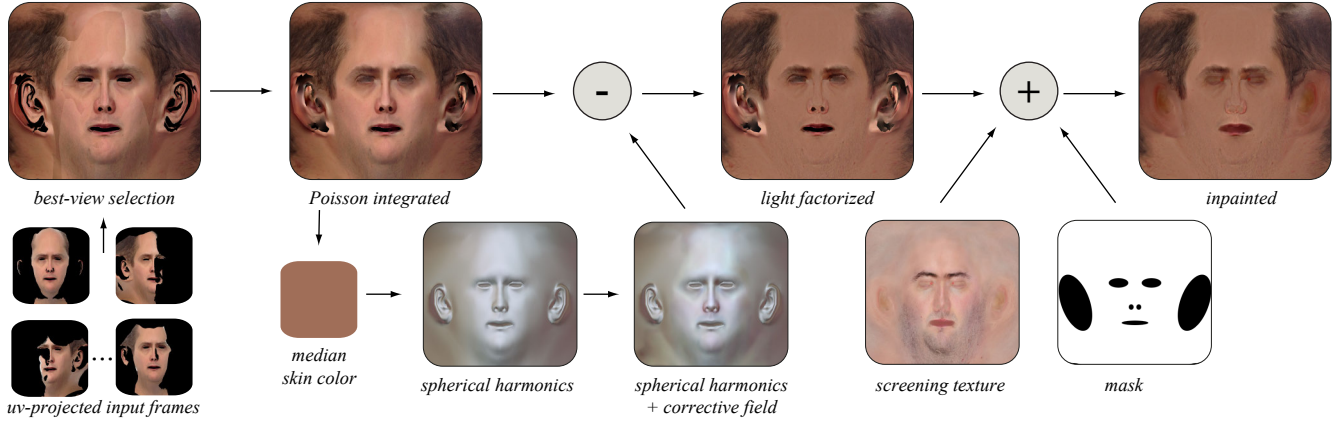 -
+
best-view selection
Poisson integrated
light factorized
inpainted
median
skin color
spherical harmonics
spherical harmonics
+ corrective field
screening texture
mask
...
uv-projected input frames